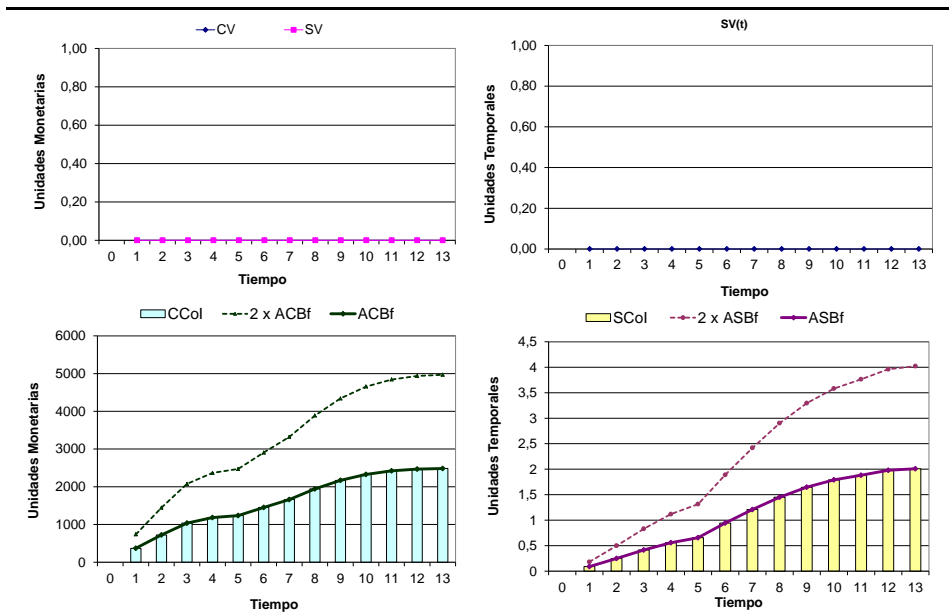 CV SV
Unidades Monetarias
1,00
0,80
0,60
0,40
0,20
0,00
0 1 2 3 4 5 6 7 8 9 10 11 12 13
Tiempo
SV(t)
Unidades Temporales
1,00
0,80
0,60
0,40
0,20
0,00
0 1 2 3 4 5 6 7 8 9 10 11 12 13
Tiempo
CCoI 2 x ACBf ACBf
Unidades Monetarias
6000
5000
4000
3000
2000
1000
0
0 1 2 3 4 5 6 7 8 9 10 11 12 13
Tiempo
SCoI 2 x ASBf ASBf
Unidades Temporales
4,5
4
3,5
3
2,5
2
1,5
1
0,5
0
0 1 2 3 4 5 6 7 8 9 10 11 12 13
Tiempo